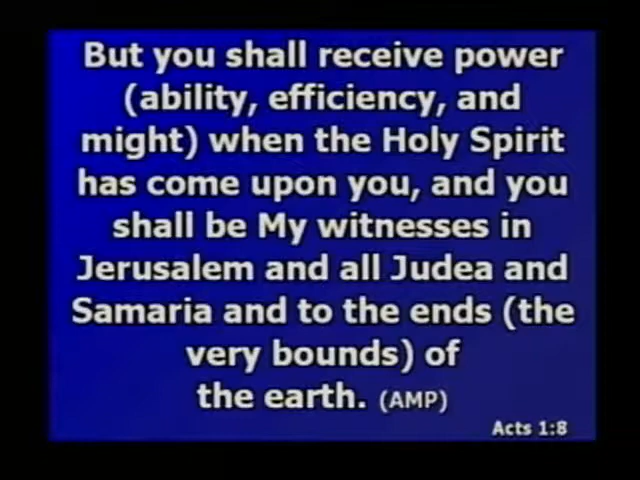 But you shall receive power
(ability, efficiency, and
might) when the Holy Spirit
has come upon you, and you
shall be My witnesses in
Jerusalem and all Judea and
Samaria and to the ends (the
very bounds) of
the earth. (AMP)
Acts 1:8